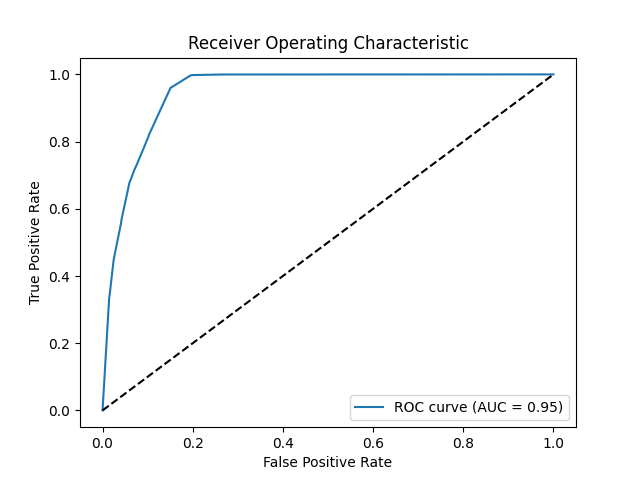 Receiver Operating Characteristic
1.0
0.8
0.6
0.4
0.2
0.0
True Positive Rate
ROC curve (AUC = 0.95)
0.0 0.2 0.4 0.6 0.8 1.0
False Positive Rate